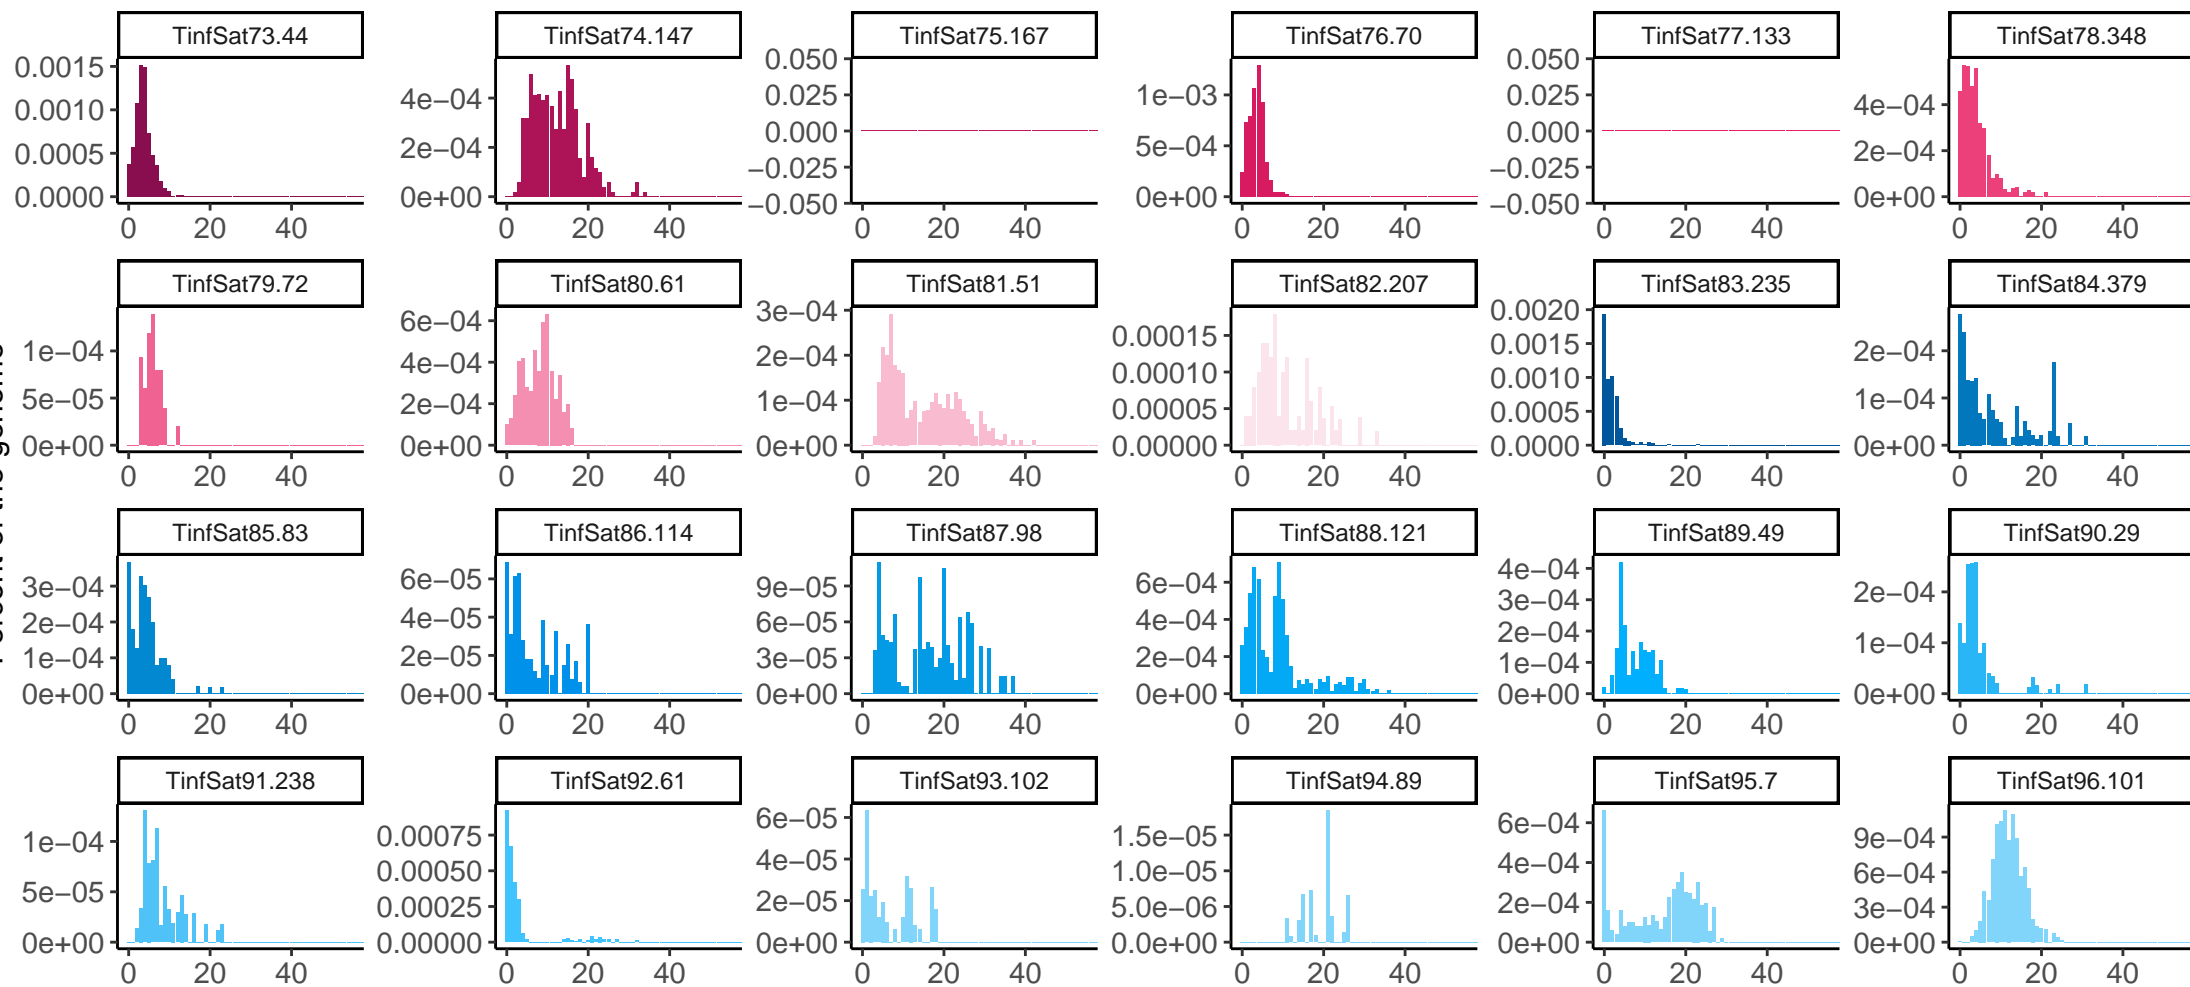 TinfSat73.44 TinfSat74.147 TinfSat75.167 TinfSat76.70 TinfSat77.133 TinfSat78.348
0.0015 0.0010 0.0005 0.0000
4e−04 2e−04 0e+00
0.050 0.025 0.000 −0.025 −0.050
1e−03 5e−04 0e+00
0.050 0.025 0.000 −0.025 −0.050
4e−04 2e−04 0e+00
0 20 40 0 20 40 0 20 40 0 20 40 0 20 40 0 20 40
TinfSat79.72 TinfSat80.61 TinfSat81.51 TinfSat82.207 TinfSat83.235 TinfSat84.379
1e−04 5e−05 0e+00
6e−04 4e−04 2e−04 0e+00
3e−04 2e−04 1e−04 0e+00
0.00015 0.00010 0.00005 0.00000
0.0020 0.0015 0.0010 0.0005 0.0000
2e−04 1e−04 0e+00
0 20 40 0 20 40 0 20 40 0 20 40 0 20 40 0 20 40
TinfSat85.83 TinfSat86.114 TinfSat87.98 TinfSat88.121 TinfSat89.49 TinfSat90.29
3e−04 2e−04 1e−04 0e+00
6e−05 4e−05 2e−05 0e+00
9e−05 6e−05 3e−05 0e+00
6e−04 4e−04 2e−04 0e+00
4e−04 3e−04 2e−04 1e−04 0e+00
2e−04 1e−04 0e+00
0 20 40 0 20 40 0 20 40 0 20 40 0 20 40 0 20 40
TinfSat91.238 TinfSat92.61 TinfSat93.102 TinfSat94.89 TinfSat95.7 TinfSat96.101
1e−04 5e−05 0e+00
0.00075 0.00050 0.00025 0.00000
6e−05 4e−05 2e−05 0e+00
1.5e−05 1.0e−05 5.0e−06 0.0e+00
6e−04 4e−04 2e−04 0e+00
9e−04 6e−04 3e−04 0e+00
0 20 40 0 20 40 0 20 40 0 20 40 0 20 40 0 20 40